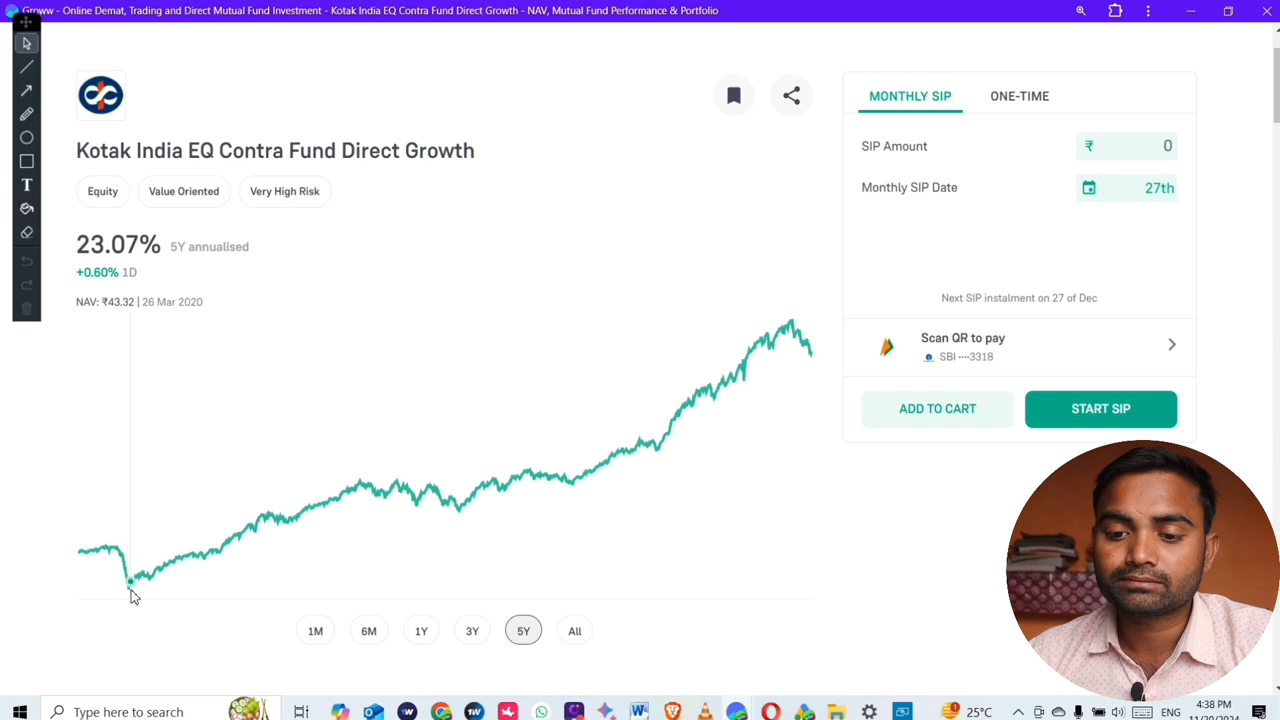 Groww - Online Demat, Trading and Direct Mutual Fund Investment - Kotak India EQ Contra Fund Direct Growth - NAV, Mutual Fund Performance & Portfolio
MONTHLY SIP
ONE-TIME
SIP Amount
₹
0
Kotak India EQ Contra Fund Direct Growth
Monthly SIP Date
27th
Equity
Value Oriented
Very High Risk
23.07% 5Y annualised
+0.60% 1D
NAV: ₹43.32 | 26 Mar 2020
Next SIP instalment on 27 of Dec
Scan QR to pay
SBI ····3318
ADD TO CART
START SIP
1M
6M
1Y
3Y
5Y
All
T
Type here to search
25°C
ENG
4:38 PM